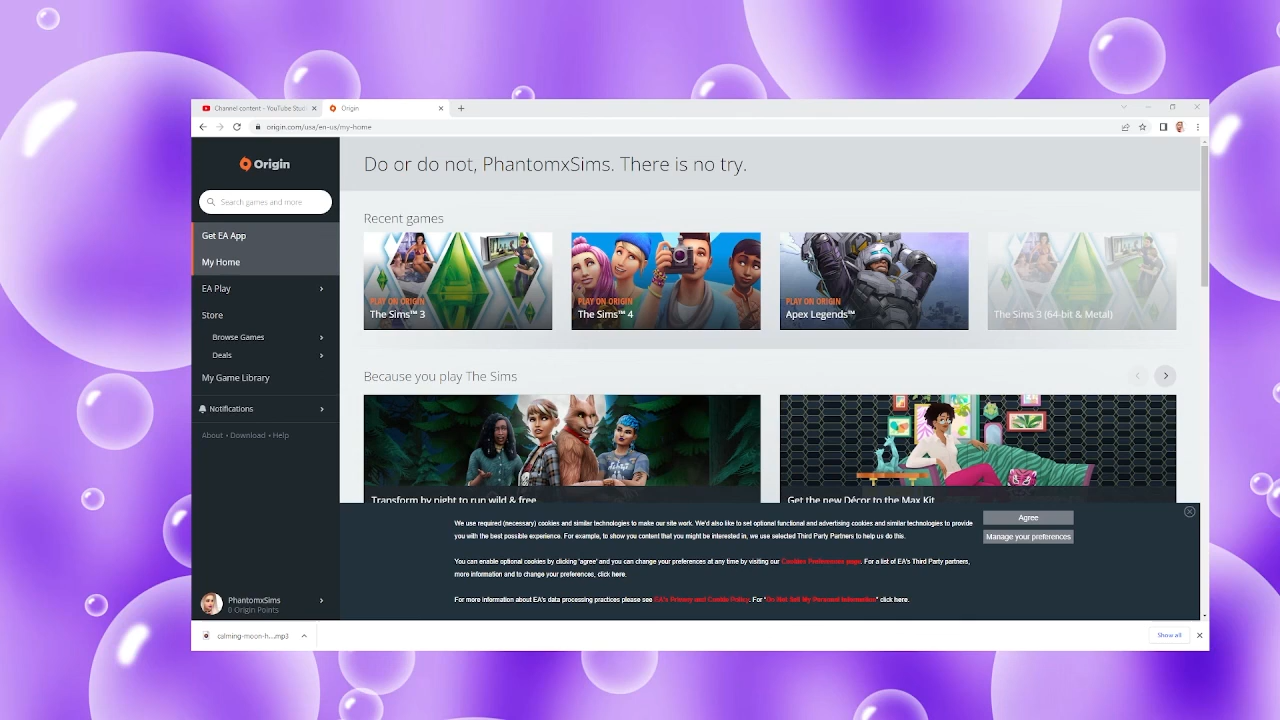 Channel content - YouTube Studi
Origin
origin.com/usa/en-us/my-home
Origin
Search games and more
Get EA App
My Home
EA Play
Store
Browse Games
Deals
My Game Library
Notifications
About • Download • Help
PhantomxSims
0 Origin Points
Do or do not, PhantomxSims. There is no try.
Recent games
PLAY ON ORIGIN
The Sims™ 3
PLAY ON ORIGIN
The Sims™ 4
PLAY ON ORIGIN
Apex Legends™
The Sims 3 (64-bit & Metal)
Because you play The Sims
Transform by night to run wild & free
Get the new Décor to the Max Kit
We use required (necessary) cookies and similar technologies to make our site work. We'd also like to set optional functional and advertising cookies and similar technologies to provide
you with the best possible experience. For example, to show you content that you might be interested in, we use selected Third Party Partners to help us do this.
You can enable optional cookies by clicking 'agree' and you can change your preferences at any time by visiting our Cookies Preferences page. For a list of EA's Third Party partners,
more information and to change your preferences, click here.
For more information about EA's data processing practices please see EA's Privacy and Cookie Policy. For "Do Not Sell My Personal Information" click here.
Agree
Manage your preferences
calming-moon-h....mp3
Show all